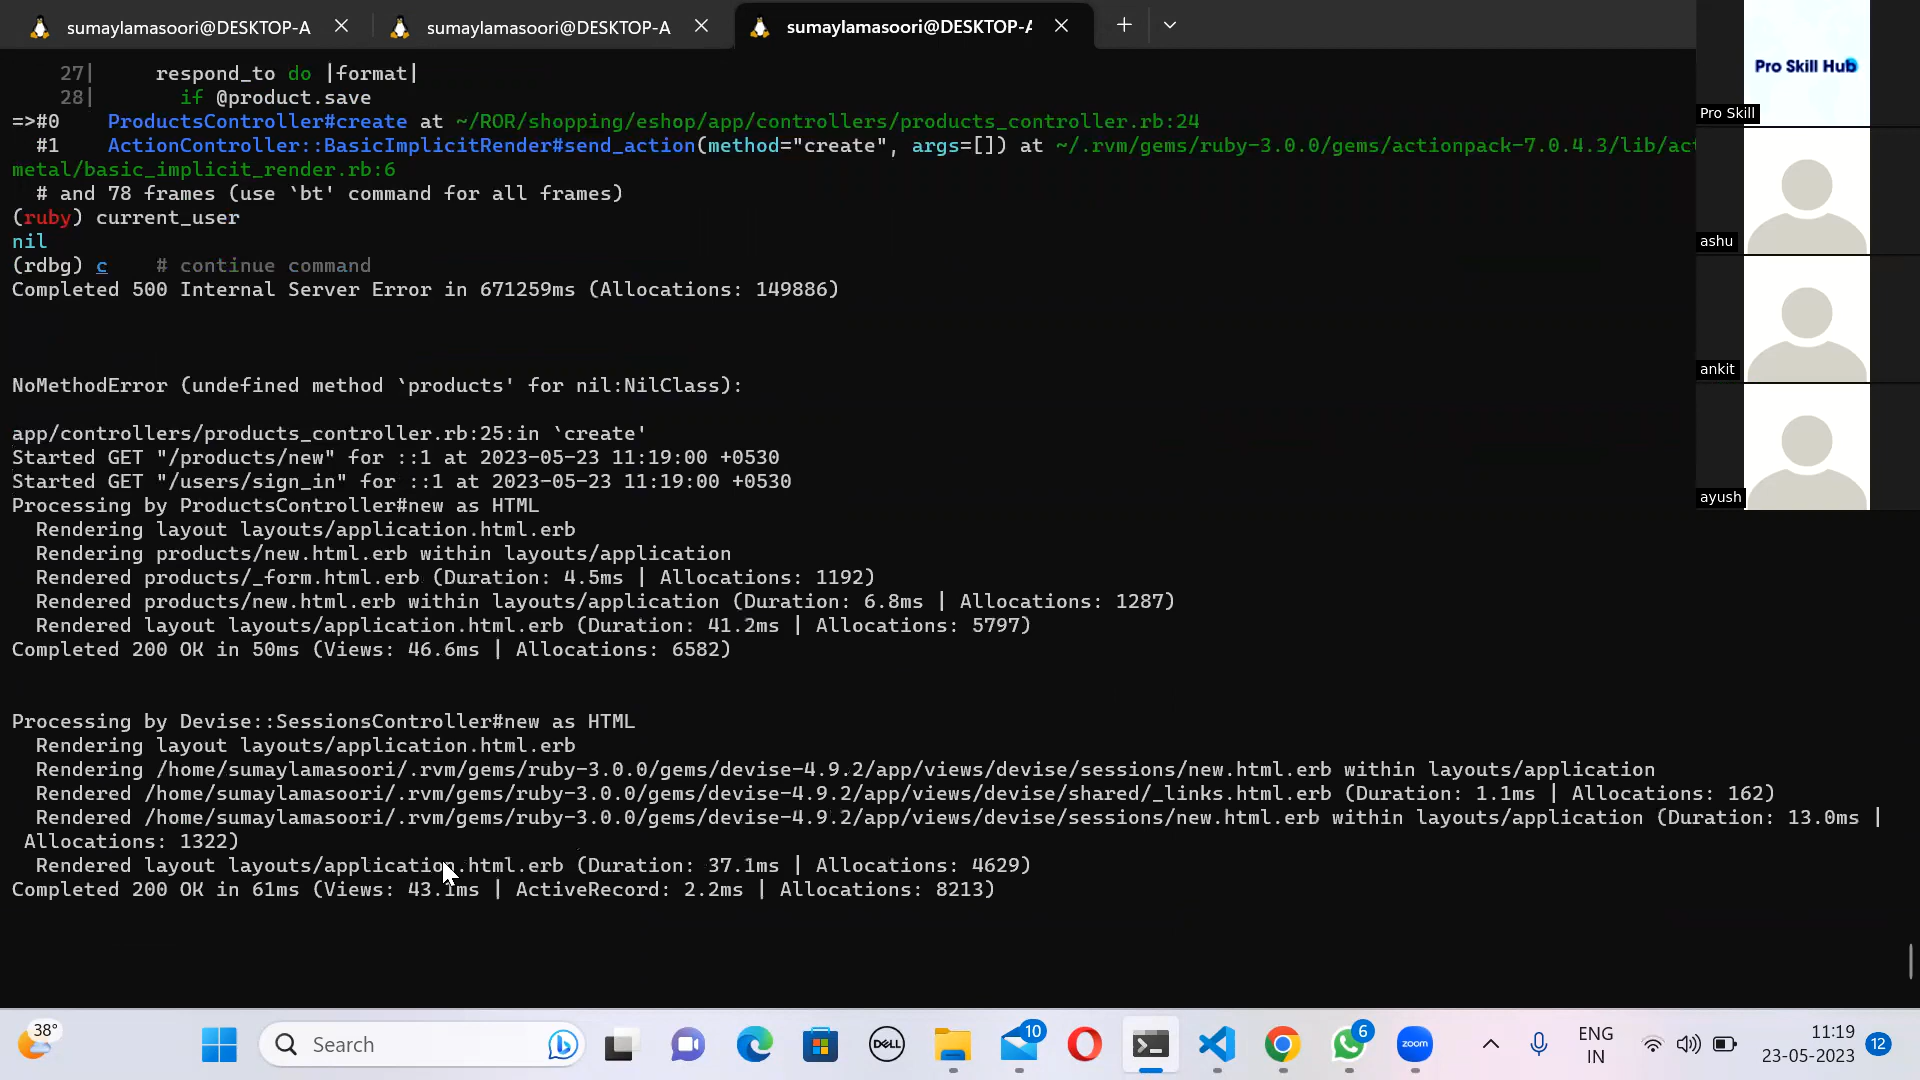 sumaylamasoori@DESKTOP-A
sumaylamasoori@DESKTOP-A
sumaylamasoori@DESKTOP-A
27|     respond_to do |format|
28|       if @product.save
=>#0    ProductsController#create at ~/ROR/shopping/eshop/app/controllers/products_controller.rb:24
#1    ActionController::BasicImplicitRender#send_action(method="create", args=[]) at ~/.rvm/gems/ruby-3.0.0/gems/actionpack-7.0.4.3/lib/act
metal/basic_implicit_render.rb:6
# and 78 frames (use `bt' command for all frames)
(ruby) current_user
nil
(rdbg) c    # continue command
Completed 500 Internal Server Error in 671259ms (Allocations: 149886)
NoMethodError (undefined method `products' for nil:NilClass):
app/controllers/products_controller.rb:25:in `create'
Started GET "/products/new" for ::1 at 2023-05-23 11:19:00 +0530
Started GET "/users/sign_in" for ::1 at 2023-05-23 11:19:00 +0530
Processing by ProductsController#new as HTML
Rendering layout layouts/application.html.erb
Rendering products/new.html.erb within layouts/application
Rendered products/_form.html.erb (Duration: 4.5ms | Allocations: 1192)
Rendered products/new.html.erb within layouts/application (Duration: 6.8ms | Allocations: 1287)
Rendered layout layouts/application.html.erb (Duration: 41.2ms | Allocations: 5797)
Completed 200 OK in 50ms (Views: 46.6ms | Allocations: 6582)
Processing by Devise::SessionsController#new as HTML
Rendering layout layouts/application.html.erb
Rendering /home/sumaylamasoori/.rvm/gems/ruby-3.0.0/gems/devise-4.9.2/app/views/devise/sessions/new.html.erb within layouts/application
Rendered /home/sumaylamasoori/.rvm/gems/ruby-3.0.0/gems/devise-4.9.2/app/views/devise/shared/_links.html.erb (Duration: 1.1ms | Allocations: 162)
Rendered /home/sumaylamasoori/.rvm/gems/ruby-3.0.0/gems/devise-4.9.2/app/views/devise/sessions/new.html.erb within layouts/application (Duration: 13.0ms |
Allocations: 1322)
Rendered layout layouts/application.html.erb (Duration: 37.1ms | Allocations: 4629)
Completed 200 OK in 61ms (Views: 43.1ms | ActiveRecord: 2.2ms | Allocations: 8213)
Pro Skill Hub
Pro Skill
ashu
ankit
ayush
38°
Search
DELL
10
6
zoom
ENG
IN
11:19
23-05-2023
12